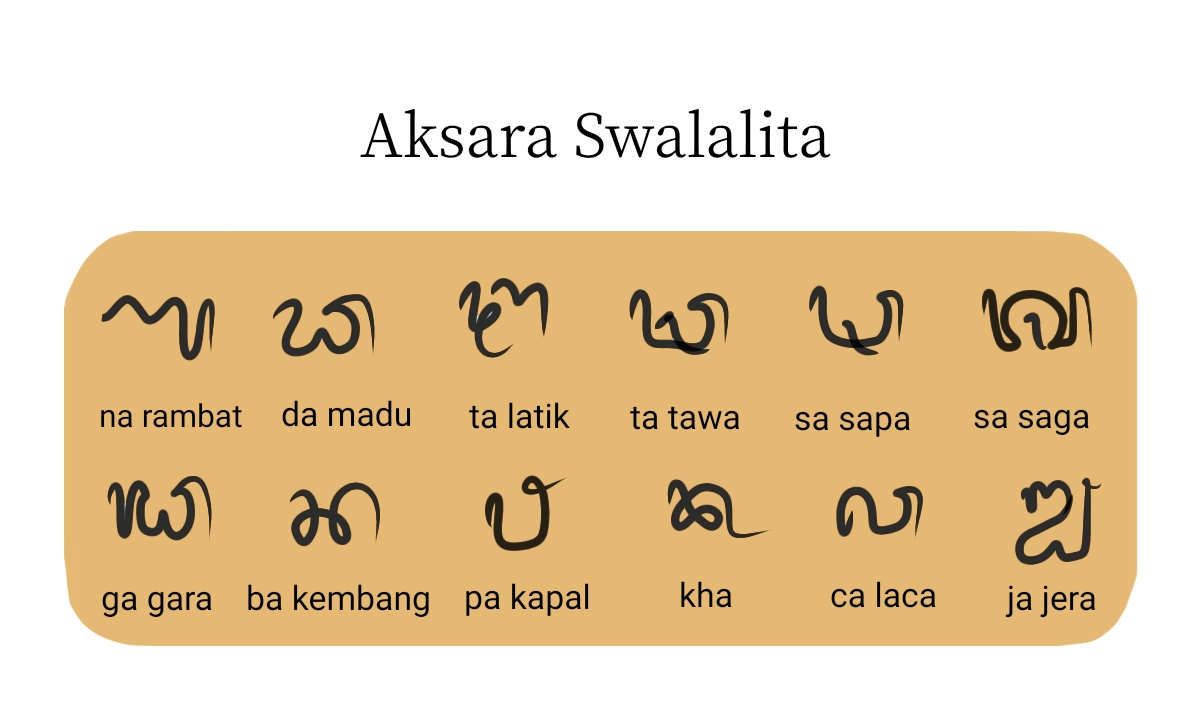 Aksara Swalalita
ᬡ ᬥ ᬝ ᬣ ᬱ ᬰ
na rambat da madu ta latik ta tawa sa sapa sa saga
ᬖ ᬪ ᬨ ᬔ ᬙ ᬛ
ga gara ba kembang pa kapal kha ca laca ja jera